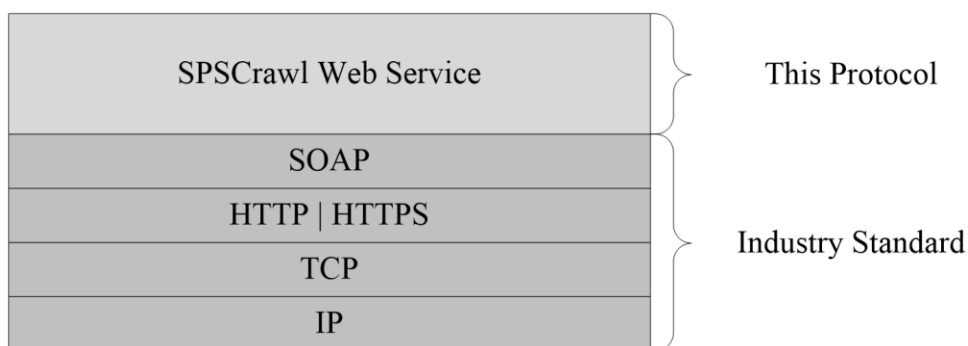 SPSCrawl Web Service
This Protocol
SOAP
HTTP | HTTPS
TCP
IP
Industry Standard